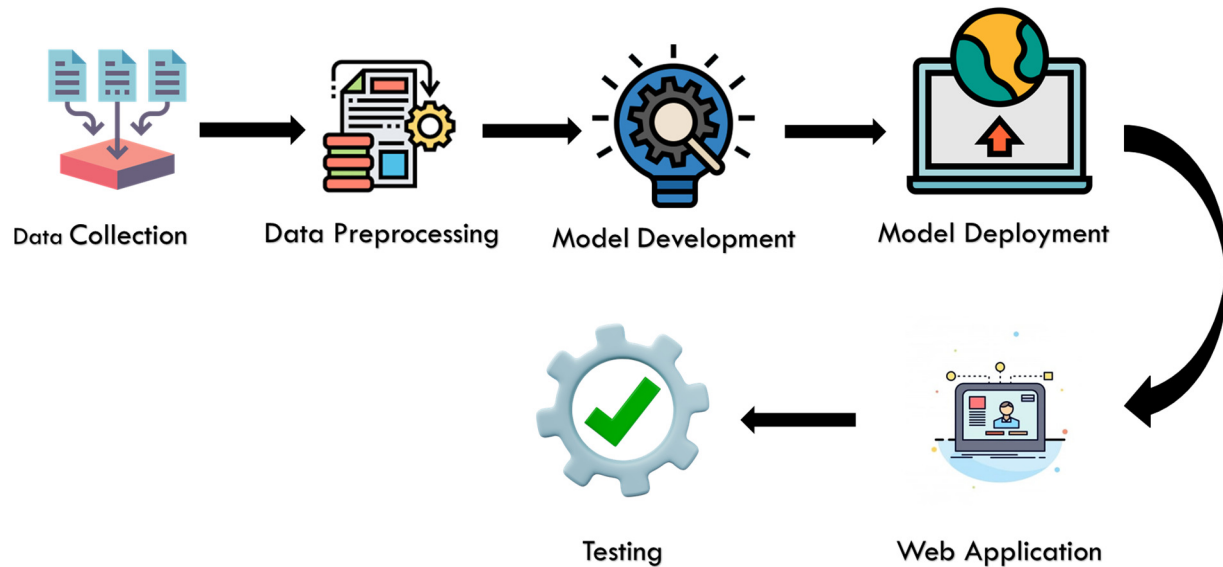 Data Collection
Data Preprocessing
Model Development
Model Deployment
Testing
Web Application